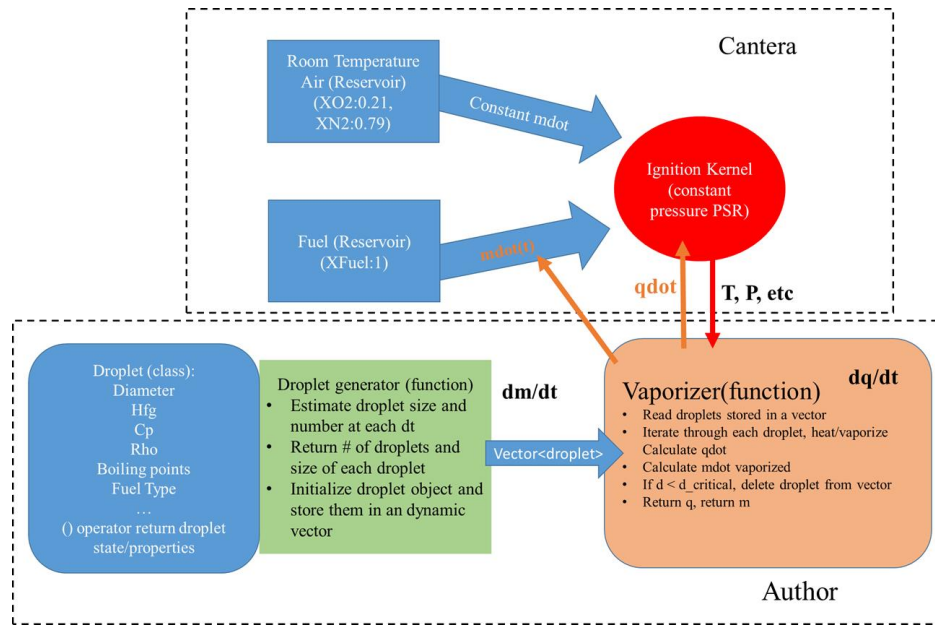 Cantera
Room Temperature
Air (Reservoir)
(XO2:0.21,
XN2:0.79)
Constant mdot
Ignition Kernel
(constant
pressure PSR)
Fuel (Reservoir)
(XFuel:1)
mdot(t)
qdot
T, P, etc
Droplet (class):
Diameter
Hfg
Cp
Rho
Boiling points
Fuel Type
…
() operator return droplet
state/properties
Droplet generator (function)
• Estimate droplet size and
number at each dt
• Return # of droplets and
size of each droplet
• Initialize droplet object and
store them in an dynamic
vector
dm/dt
Vector<droplet>
dq/dt
Vaporizer(function)
• Read droplets stored in a vector
• Iterate through each droplet, heat/vaporize
Calculate qdot
• Calculate mdot vaporized
• If d < d_critical, delete droplet from vector
• Return q, return m
Author